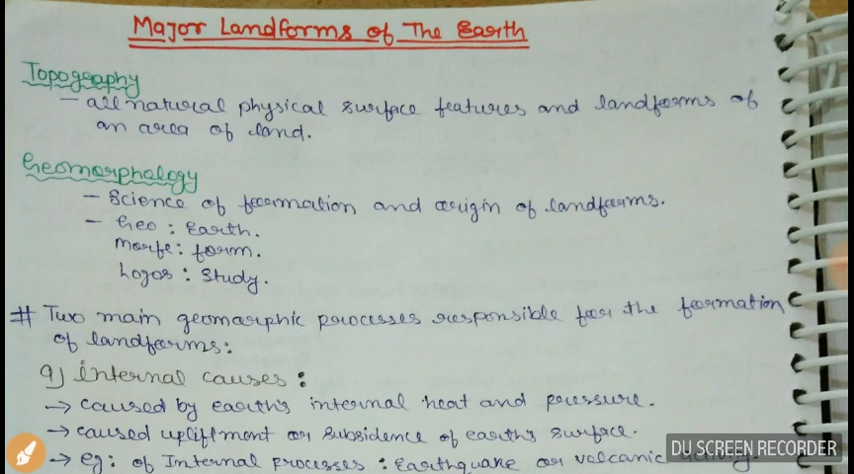 Major Landforms of The Earth
Topography
- all natural physical surface features and landforms of
an area of land.
Geomorphology
- Science of formation and origin of landforms.
- Geo : Earth.
Morfe : form.
Logos : Study.
# Two main geomorphic processes responsible for the formation
of landforms:
a) internal causes :
→ caused by earth's internal heat and pressure.
→ caused upliftment or subsidence of earth's surface.
→ eg: of Internal processes : Earthquake or volcanic activity.
DU SCREEN RECORDER